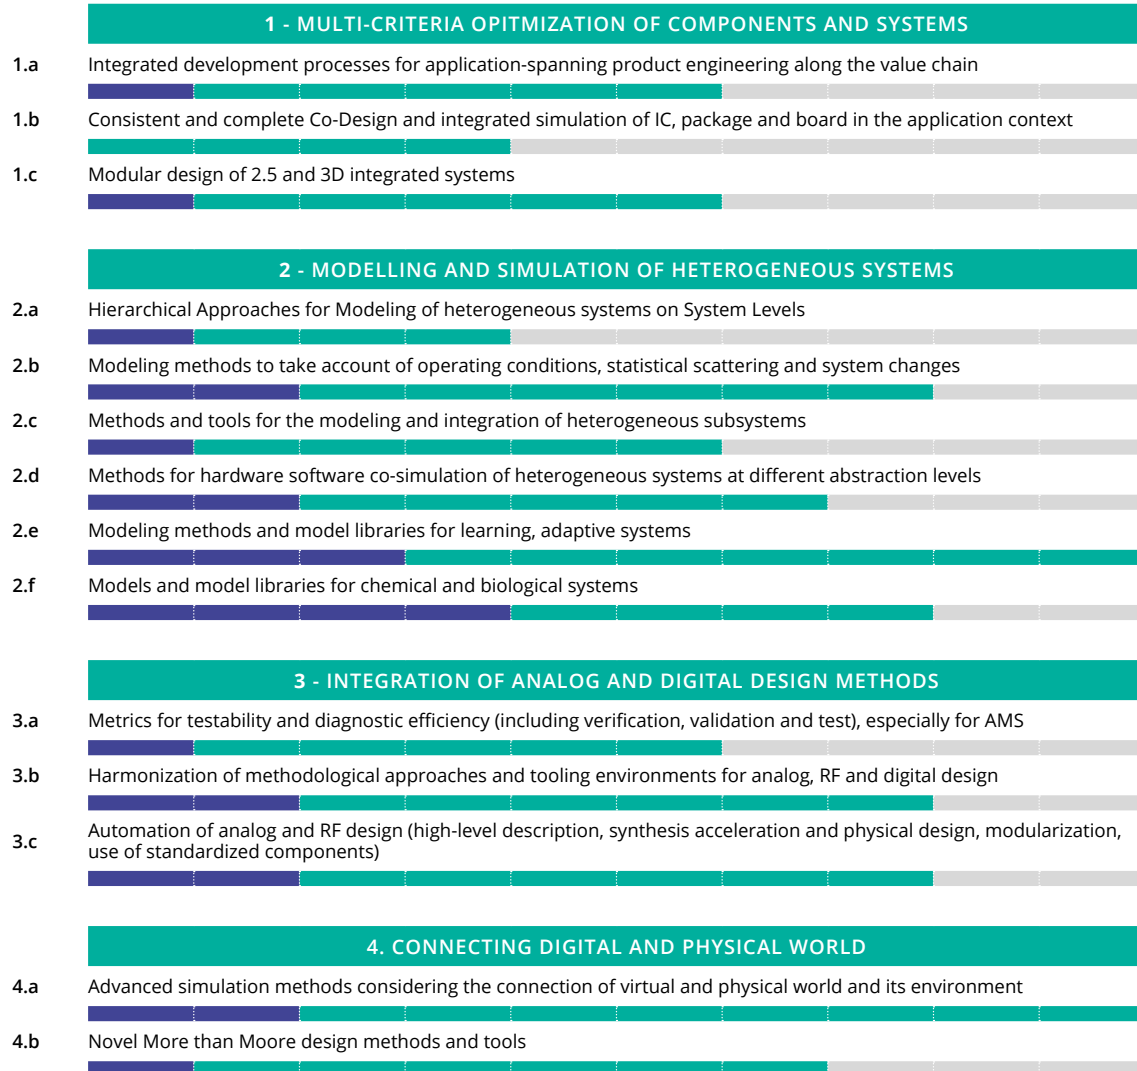 1 - MULTI-CRITERIA OPITMIZATION OF COMPONENTS AND SYSTEMS
1.a Integrated development processes for application-spanning product engineering along the value chain
1.b Consistent and complete Co-Design and integrated simulation of IC, package and board in the application context
1.c Modular design of 2.5 and 3D integrated systems
2 - MODELLING AND SIMULATION OF HETEROGENEOUS SYSTEMS
2.a Hierarchical Approaches for Modeling of heterogeneous systems on System Levels
2.b Modeling methods to take account of operating conditions, statistical scattering and system changes
2.c Methods and tools for the modeling and integration of heterogeneous subsystems
2.d Methods for hardware software co-simulation of heterogeneous systems at different abstraction levels
2.e Modeling methods and model libraries for learning, adaptive systems
2.f Models and model libraries for chemical and biological systems
3 - INTEGRATION OF ANALOG AND DIGITAL DESIGN METHODS
3.a Metrics for testability and diagnostic efficiency (including verification, validation and test), especially for AMS
3.b Harmonization of methodological approaches and tooling environments for analog, RF and digital design
3.c Automation of analog and RF design (high-level description, synthesis acceleration and physical design, modularization,
use of standardized components)
4. CONNECTING DIGITAL AND PHYSICAL WORLD
4.a Advanced simulation methods considering the connection of virtual and physical world and its environment
4.b Novel More than Moore design methods and tools